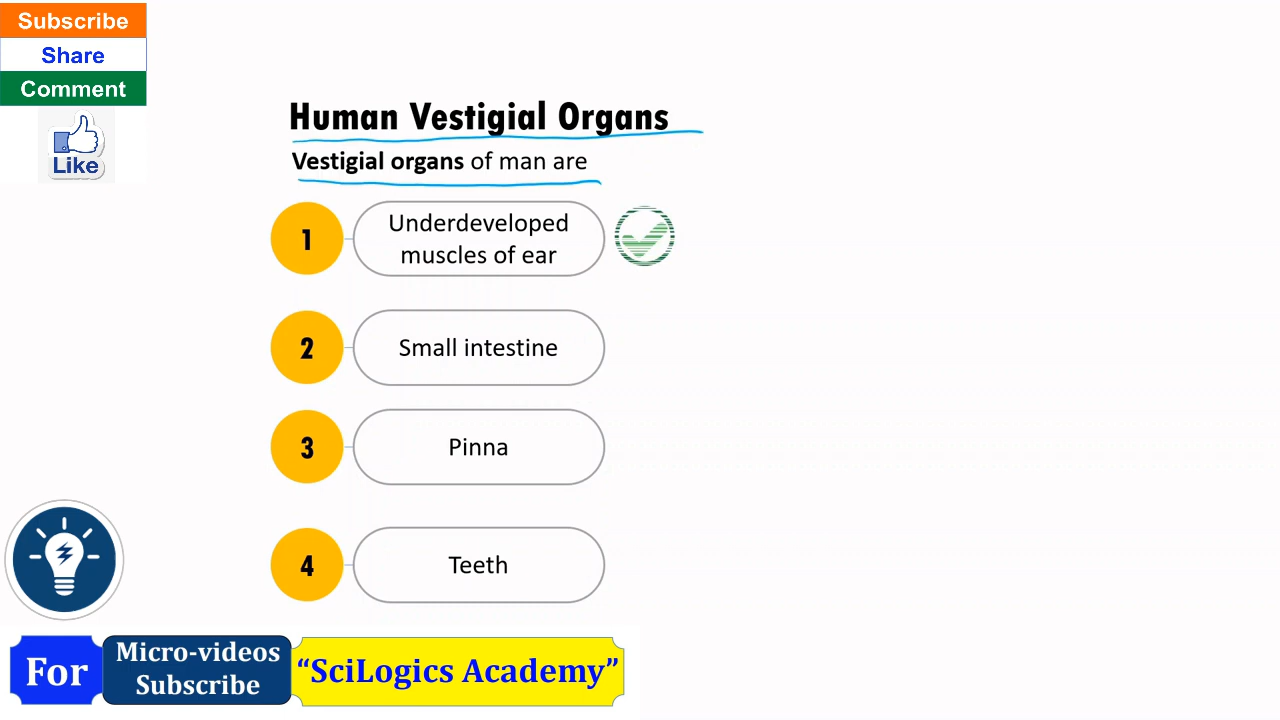 Subscribe
Share
Comment
Like
Human Vestigial Organs
Vestigial organs of man are
1
Underdeveloped
muscles of ear
2
Small intestine
3
Pinna
4
Teeth
For
Micro-videos
Subscribe
“SciLogics Academy”